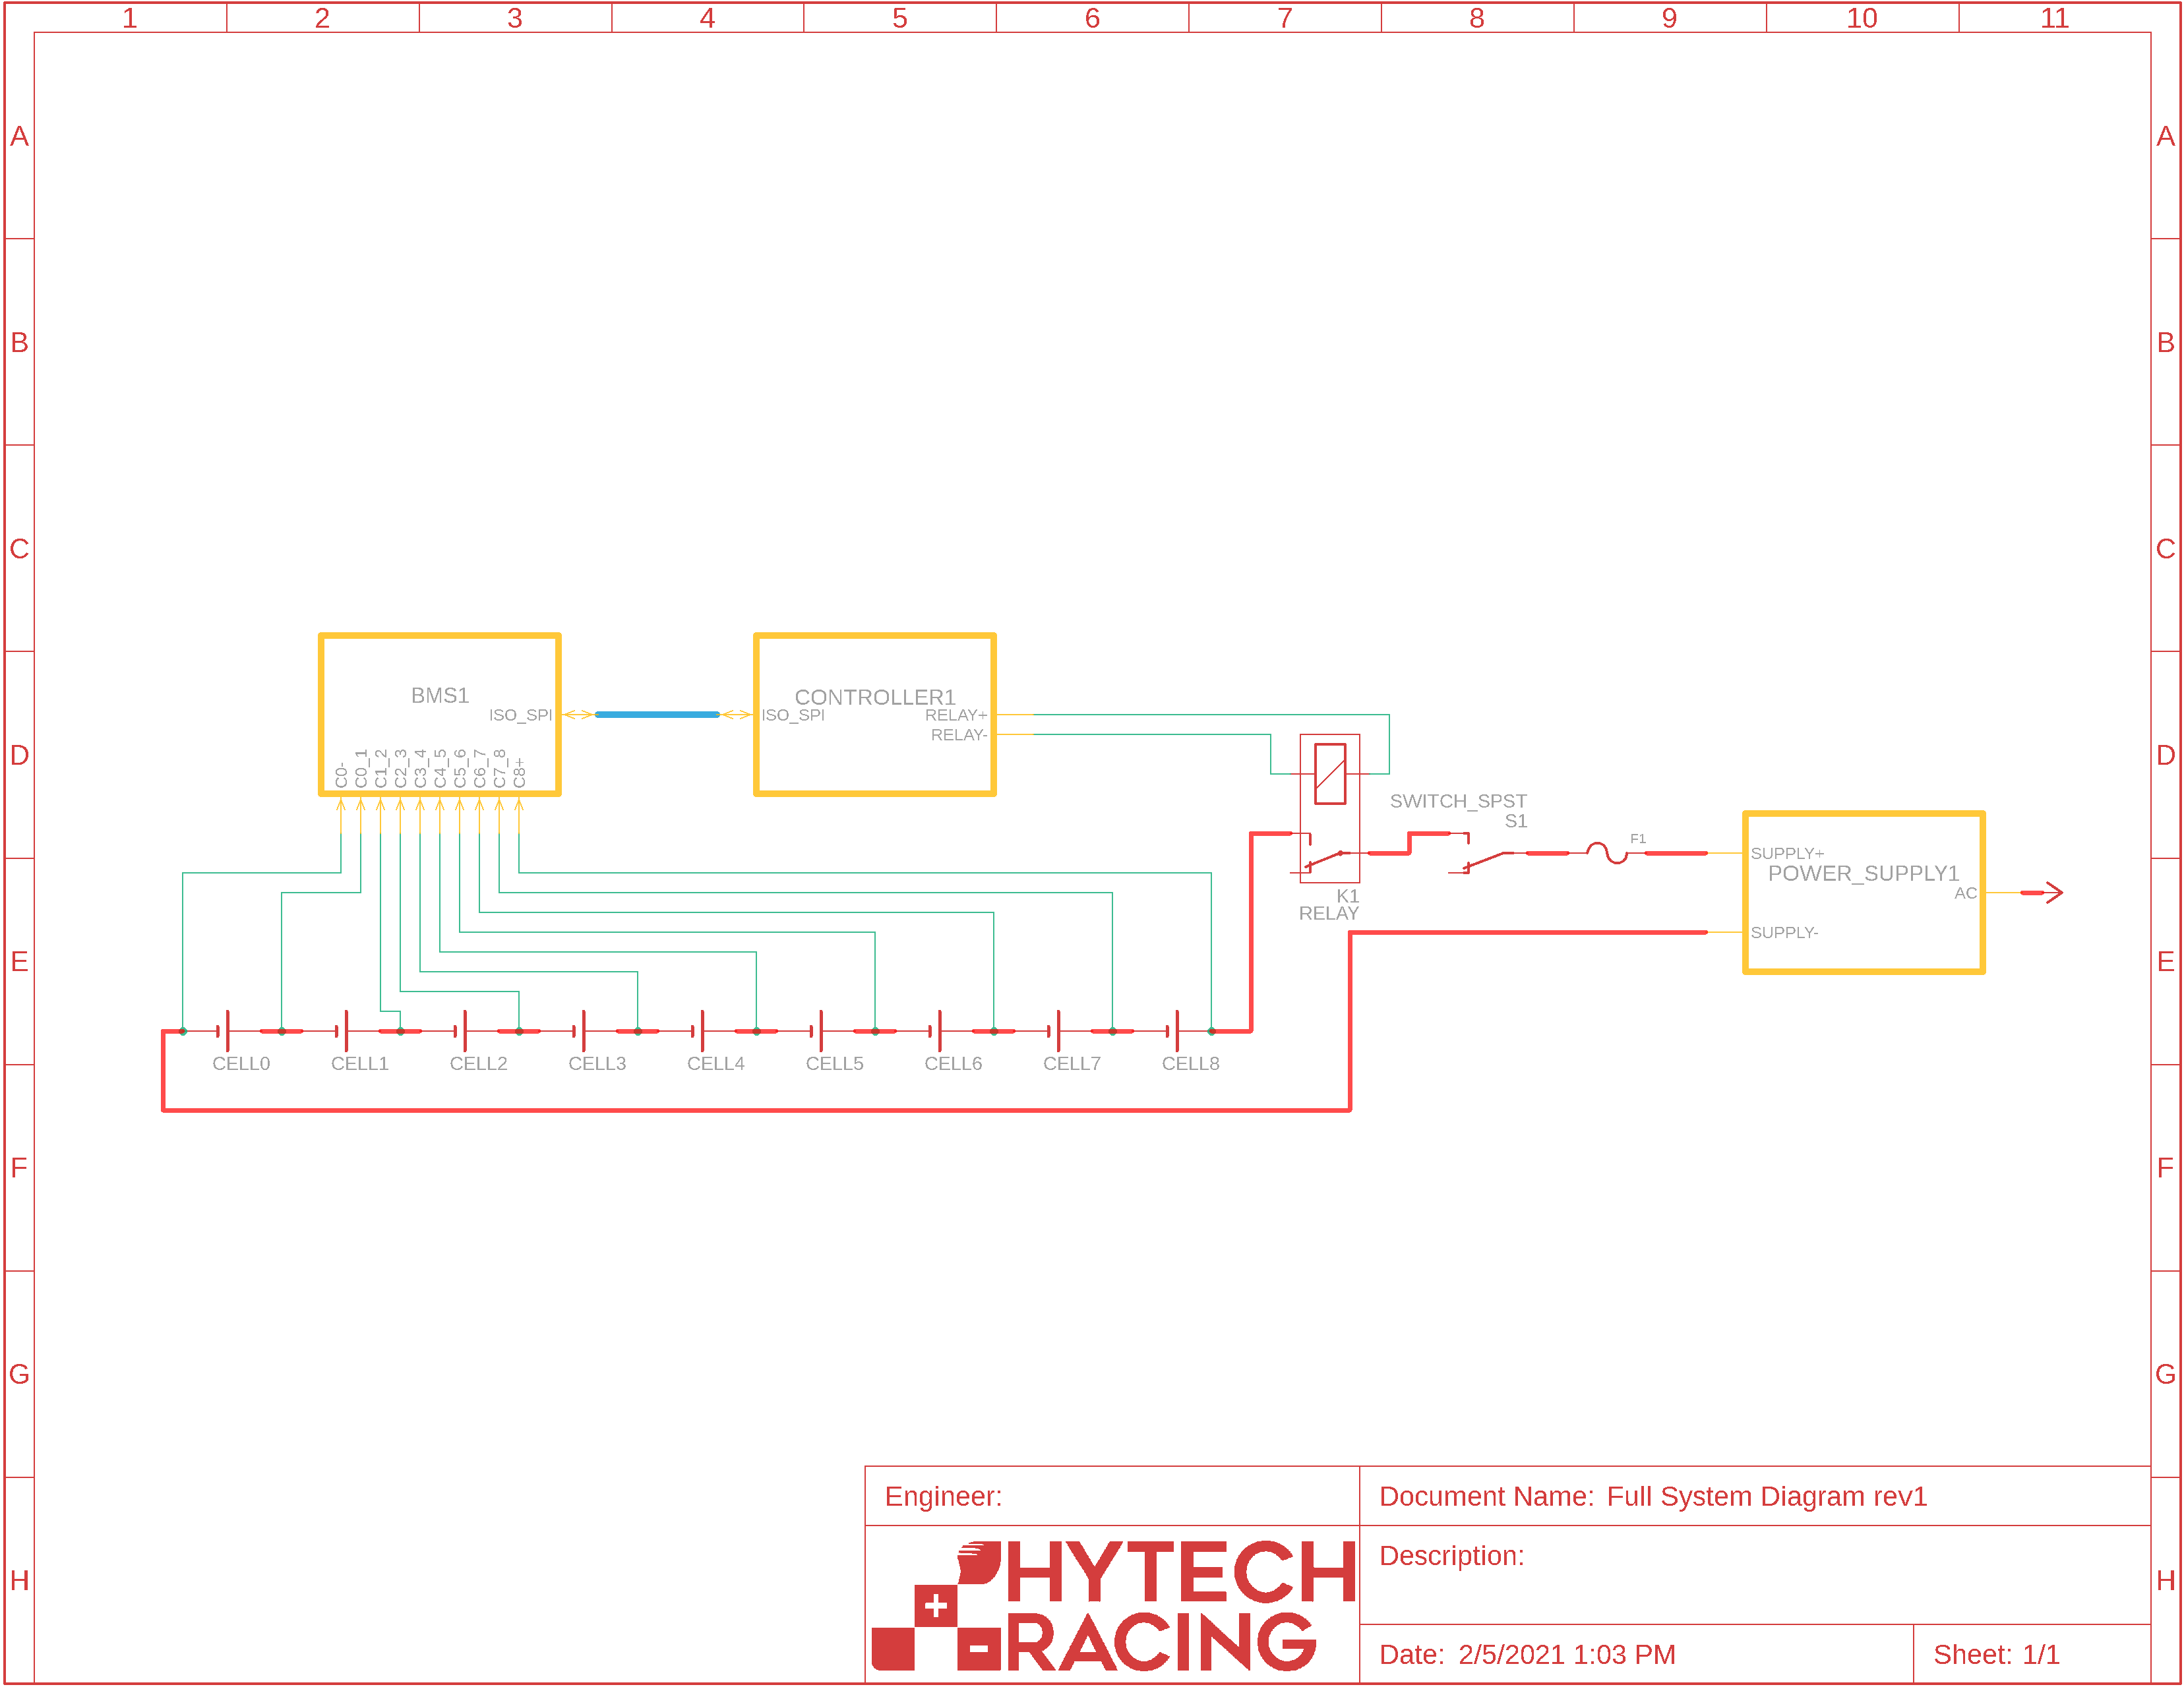 1 2 3 4 5 6 7 8 9 10 11
A A
B B
C C
D D
E E
F F
G G
H H
BMS1
ISO_SPI
C0-
C0_1
C1_2
C2_3
C3_4
C4_5
C5_6
C6_7
C7_8
C8+
CONTROLLER1
ISO_SPI
RELAY+
RELAY-
K1
RELAY
SWITCH_SPST
S1
F1
SUPPLY+
POWER_SUPPLY1
AC
SUPPLY-
CELL0 CELL1 CELL2 CELL3 CELL4 CELL5 CELL6 CELL7 CELL8
Engineer:
Document Name: Full System Diagram rev1
HYTECH
RACING
Description:
Date: 2/5/2021 1:03 PM
Sheet: 1/1